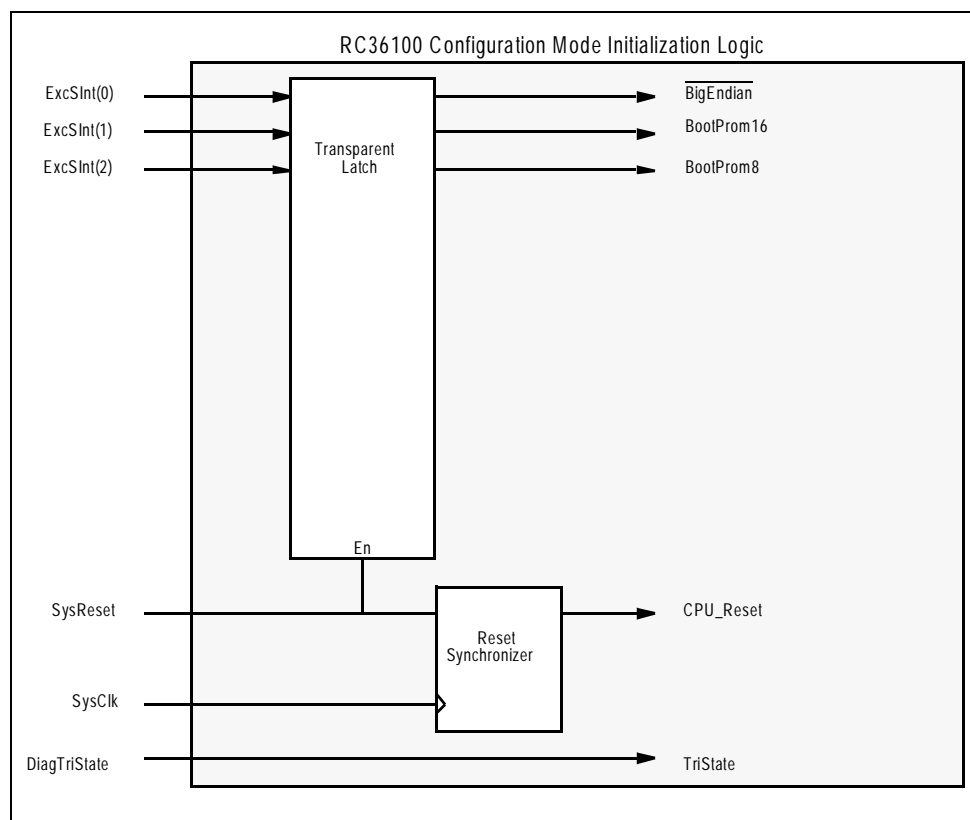 RC36100 Configuration Mode Initialization Logic
ExcSInt(0)
BigEndian
ExcSInt(1)
BootProm16
ExcSInt(2)
BootProm8
Transparent
Latch
En
SysReset
CPU_Reset
Reset
Synchronizer
SysClk
DiagTriState
TriState